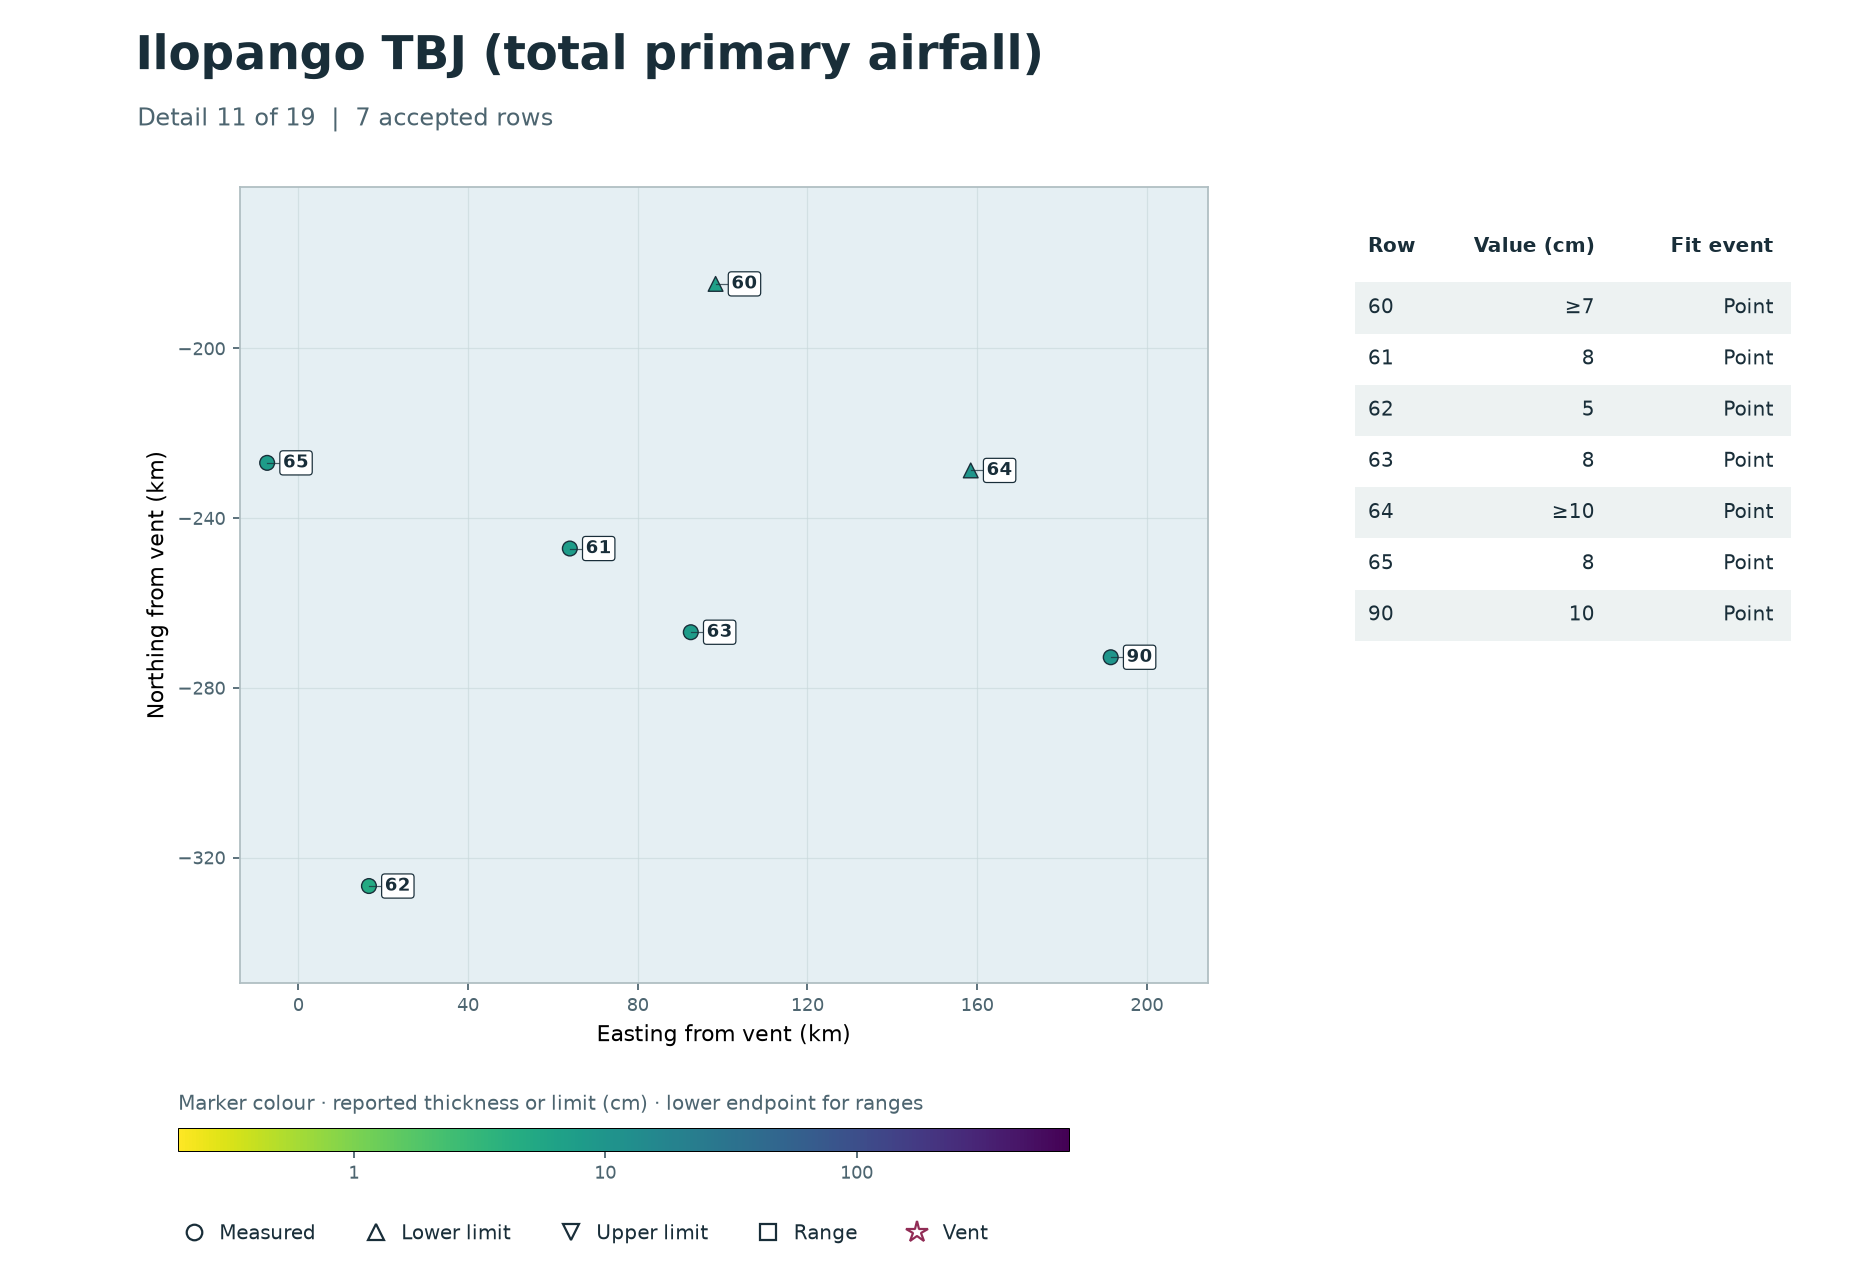 Ilopango TBJ (total primary airfall)
Detail 11 of 19 | 7 accepted rows
60
65
64
61
63
90
62
−200
−240
−280
−320
Northing from vent (km)
0 40 80 120 160 200
Easting from vent (km)
Row Value (cm) Fit event
60 ≥7 Point
61 8 Point
62 5 Point
63 8 Point
64 ≥10 Point
65 8 Point
90 10 Point
Marker colour · reported thickness or limit (cm) · lower endpoint for ranges
1 10 100
Measured Lower limit Upper limit Range Vent